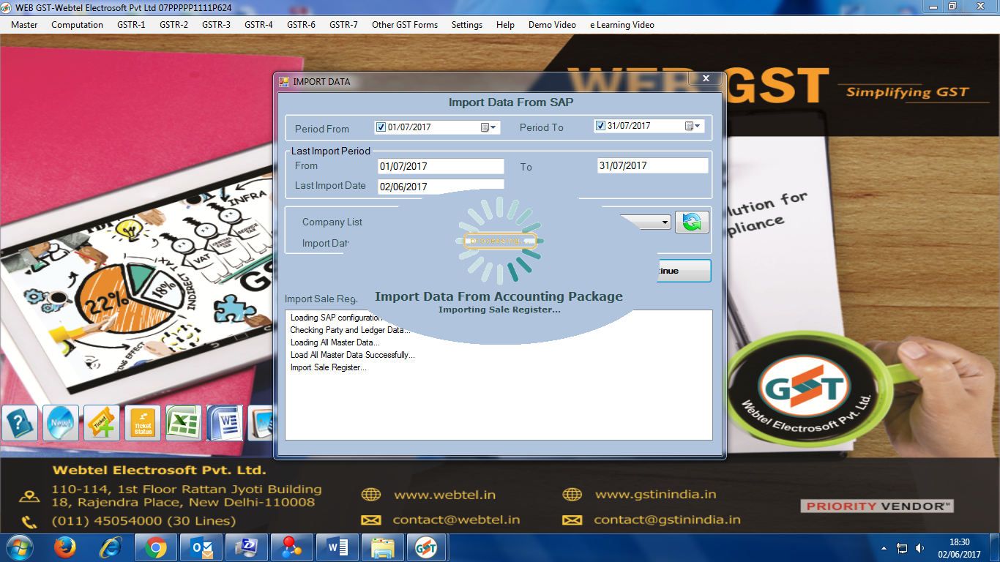 WEB GST-Webtel Electrosoft Pvt Ltd 07PPPPP1111P624
Master Computation GSTR-1 GSTR-2 GSTR-3 GSTR-4 GSTR-6 GSTR-7 Other GST Forms Settings Help Demo Video e Learning Video
WEB GST
Simplifying GST
IMPORT DATA
Import Data From SAP
Period From 01/07/2017 Period To 31/07/2017
Last Import Period
From 01/07/2017 To 31/07/2017
Last Import Date 02/06/2017
Company List
Import Dat
tinue
Import Sale Reg.
Processing
Import Data From Accounting Package
Importing Sale Register...
Loading SAP configuration
Checking Party and Ledger Data...
Loading All Master Data...
Load All Master Data Successfully...
Import Sale Register...
lution for
pliance
INFRA
CENTRAL EXCISE TAX
SERVICE TAX
VAT
TAX
INDIRECT
22%
18%
G
ING EFFECT
GST
Webtel Electrosoft Pvt. Ltd.
?
New!
Ticket
Ticket
Status
Webtel Electrosoft Pvt. Ltd.
110-114, 1st Floor Rattan Jyoti Building
18, Rajendra Place, New Delhi-110008
(011) 45054000 (30 Lines)
www.webtel.in
contact@webtel.in
www.gstinindia.in
contact@gstinindia.in
PRIORITY VENDOR™
GST
18:30
02/06/2017